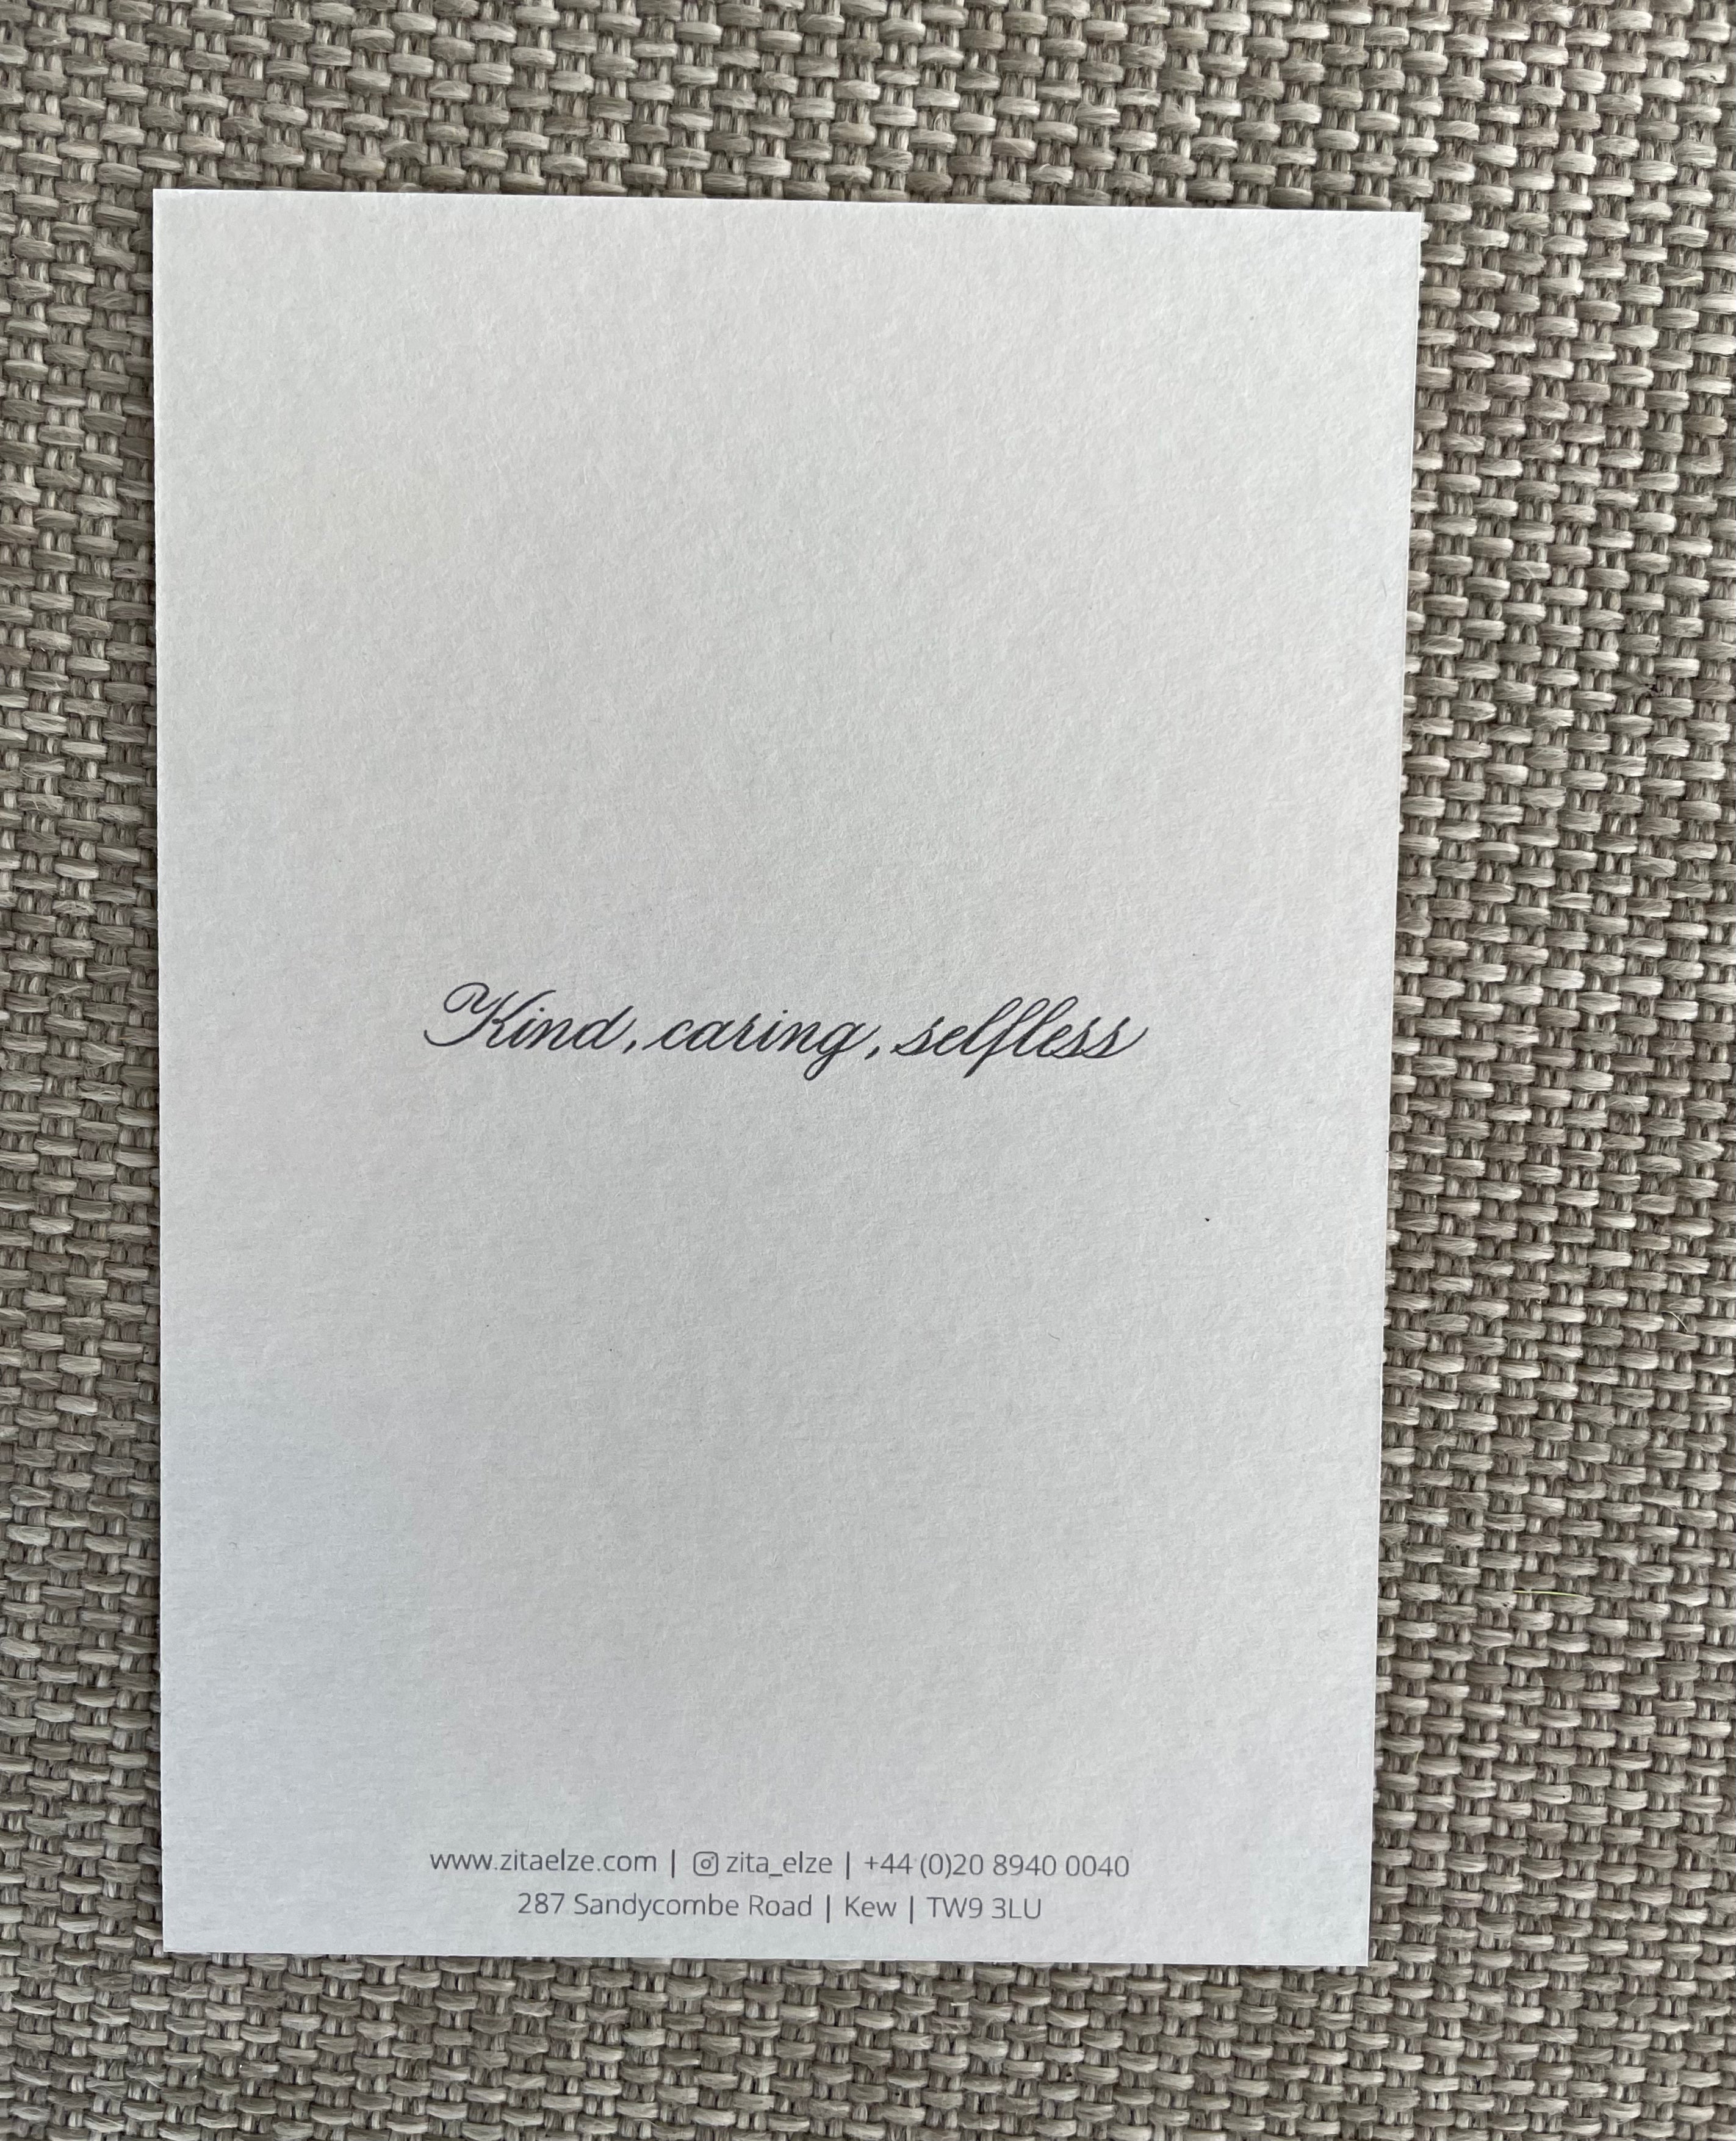 Kind, caring, selfless
www.zitaelze.com | zita_elze | +44 (0)20 8940 0040
287 Sandycombe Road | Kew | TW9 3LU